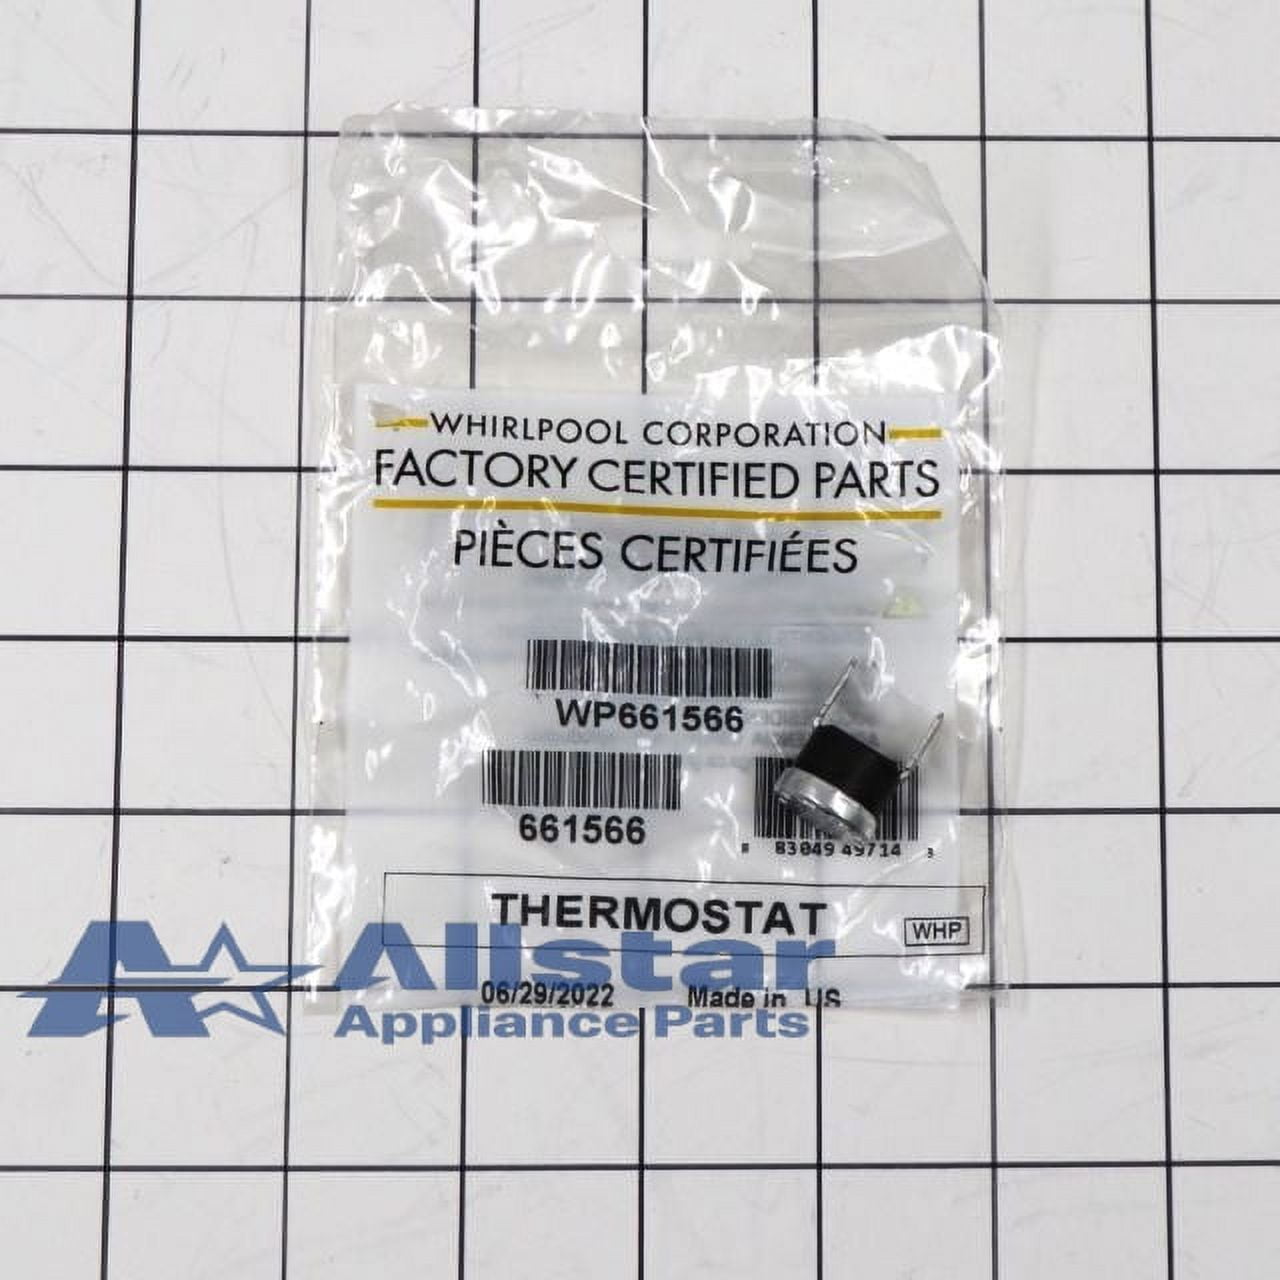 WHIRLPOOL CORPORATION
FACTORY CERTIFIED PARTS
PIÈCES CERTIFIÉES
WP661566
661566
83049 49714 3
THERMOSTAT
WHP
Allstar
06/29/2022 Made in US
Appliance Parts